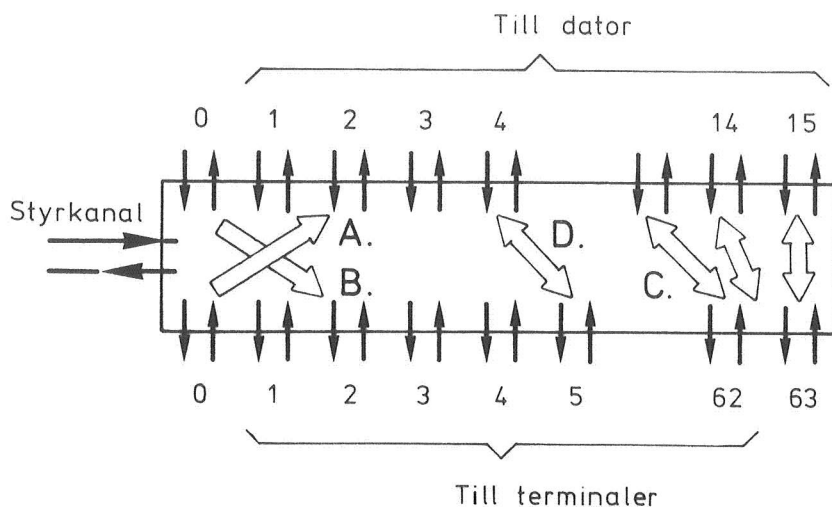 Till dator
0 1 2 3 4 14 15
Styrkanal
A. D.
B. C.
0 1 2 3 4 5 62 63
Till terminaler